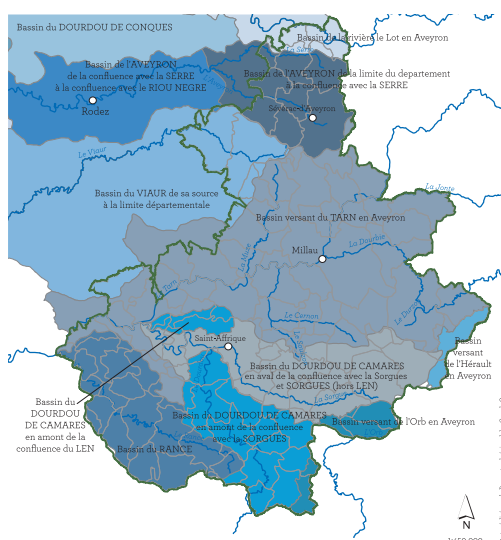 Bassin du DOURDOU DE CONQUES
Bassin de la rivière le Lot en Aveyron
La Serre
Bassin de l'AVEYRON
de la confluence avec la SERRE
à la confluence avec le RIOU NEGRE
Bassin de l'AVEYRON de la limite du departement
à la confluence avec la SERRE
Rodez
Sévérac-d'Aveyron
Le Viaur
Bassin du VIAUR de sa source
à la limite départementale
La Jonte
Bassin versant du TARN en Aveyron
La Muse
Millau
La Dourbie
Le Tarn
Le Cernon
Saint-Affrique
Bassin
versant
de l'Hérault
en Aveyron
Bassin du DOURDOU DE CAMARES
en aval de la confluence avec la Sorgues
et SORGUES (hors LEN)
La Sorgues
Bassin du
DOURDOU
DE CAMARES
en amont de la
confluence du LEN
Bassin du DOURDOU DE CAMARES
en amont de la confluence
avec la SORGUES
Bassin versant de l'Orb en Aveyron
Bassin du RANCE
N